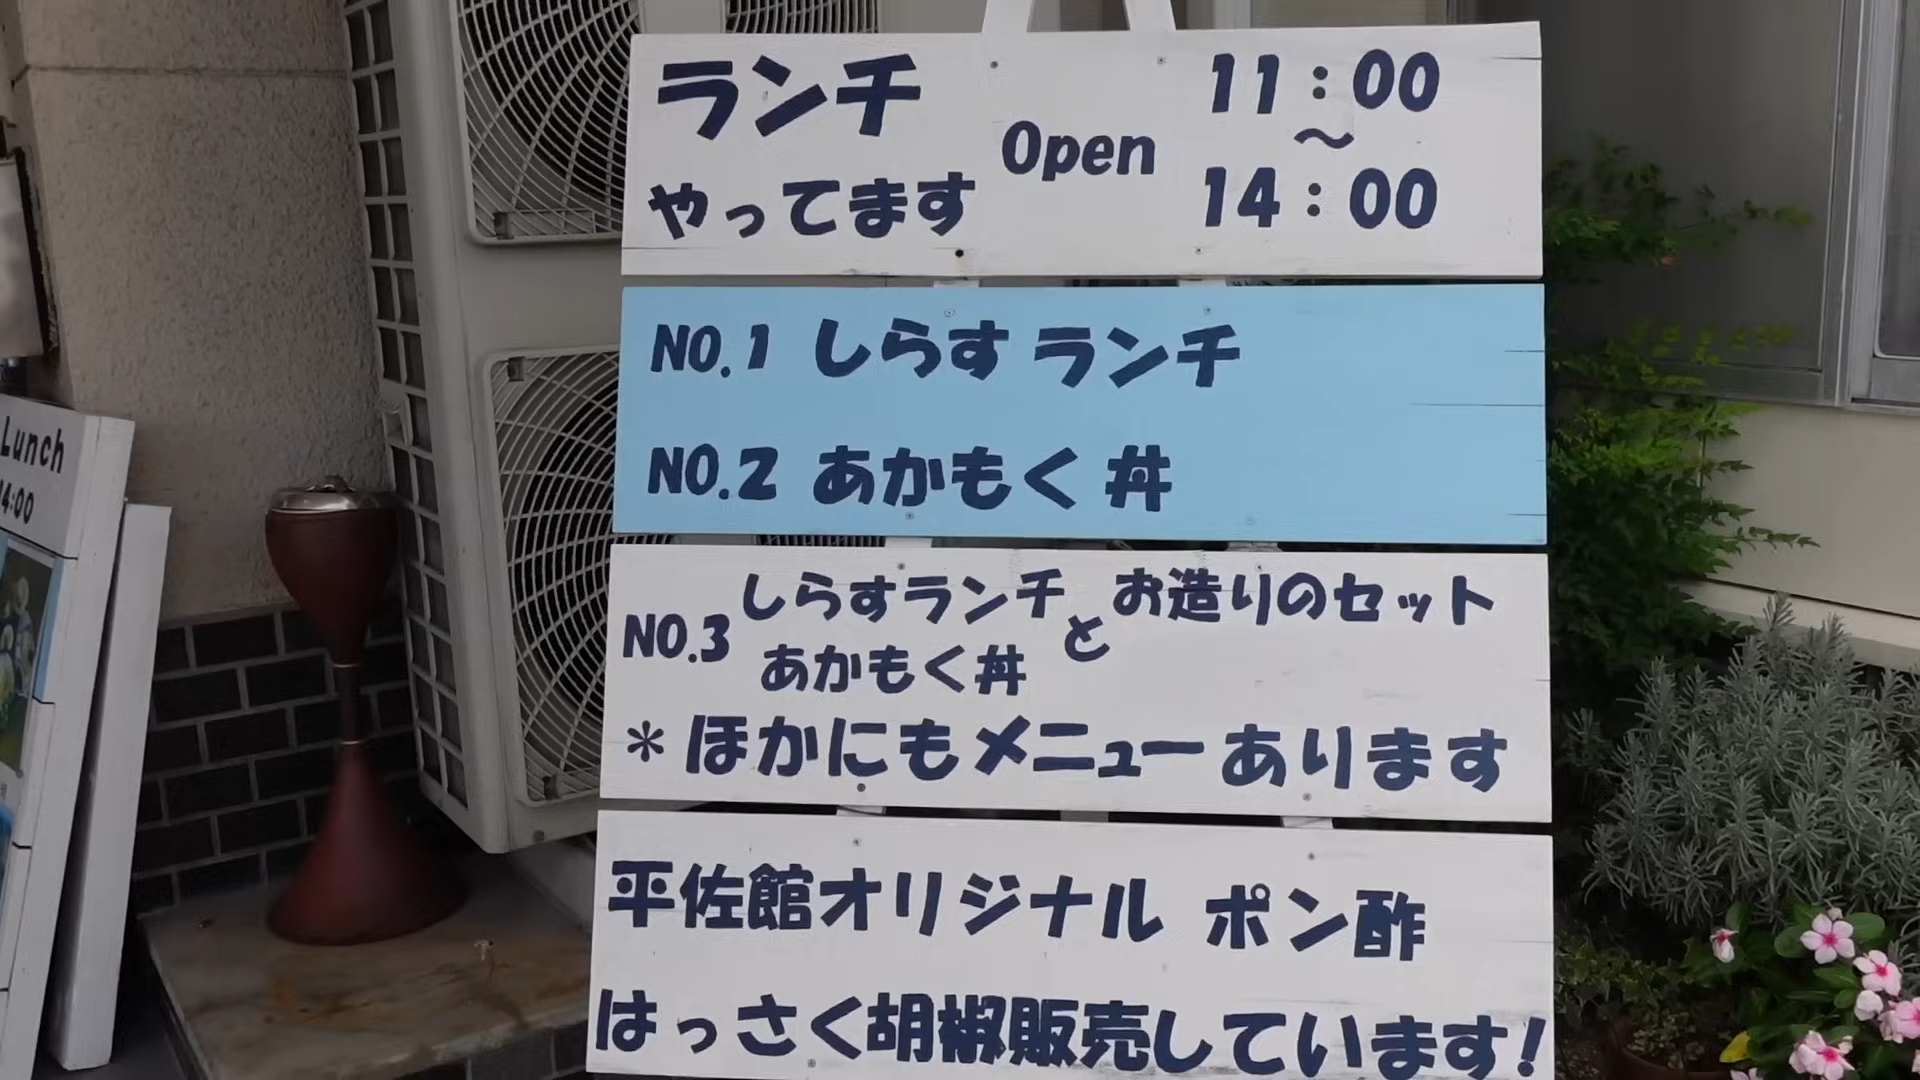 ランチ
やってます
Open
11:00
～
14:00
NO.1 しらす ランチ
NO.2 あかもく 丼
NO.3 しらすランチ
あかもく丼
と お造りのセット
＊ ほかにもメニューあります
平佐館オリジナル ポン酢
はっさく胡椒販売しています!
Lunch
14:00